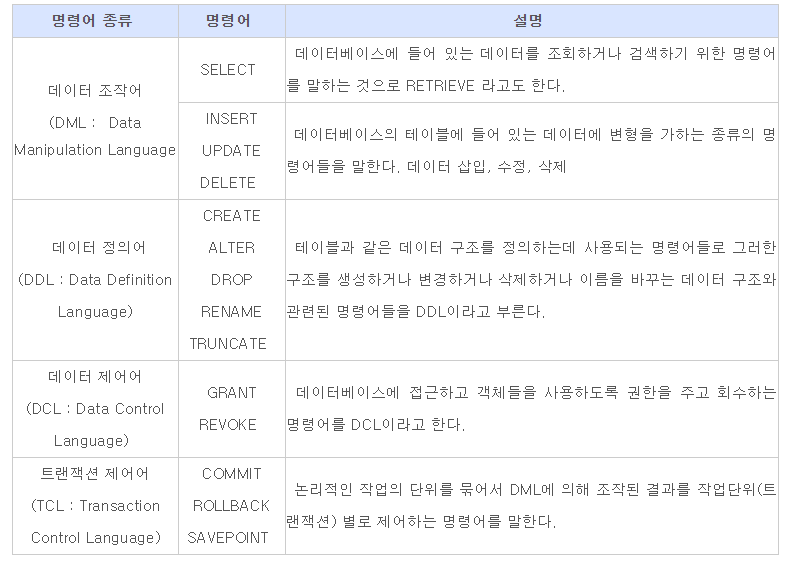 명령어 종류
명령어
설명
데이터 조작어
(DML : Data
Manipulation Language
SELECT
데이터베이스에 들어 있는 데이터를 조회하거나 검색하기 위한 명령어
를 말하는 것으로 RETRIEVE 라고도 한다.
INSERT
UPDATE
DELETE
데이터베이스의 테이블에 들어 있는 데이터에 변형을 가하는 종류의 명
령어들을 말한다. 데이터 삽입, 수정, 삭제
데이터 정의어
(DDL : Data Definition
Language)
CREATE
ALTER
DROP
RENAME
TRUNCATE
테이블과 같은 데이터 구조를 정의하는데 사용되는 명령어들로 그러한
구조를 생성하거나 변경하거나 삭제하거나 이름을 바꾸는 데이터 구조와
관련된 명령어들을 DDL이라고 부른다.
데이터 제어어
(DCL : Data Control
Language)
GRANT
REVOKE
데이터베이스에 접근하고 객체들을 사용하도록 권한을 주고 회수하는
명령어를 DCL이라고 한다.
트랜잭션 제어어
(TCL : Transaction
Control Language)
COMMIT
ROLLBACK
SAVEPOINT
논리적인 작업의 단위를 묶어서 DML에 의해 조작된 결과를 작업단위(트
랜잭션) 별로 제어하는 명령어를 말한다.